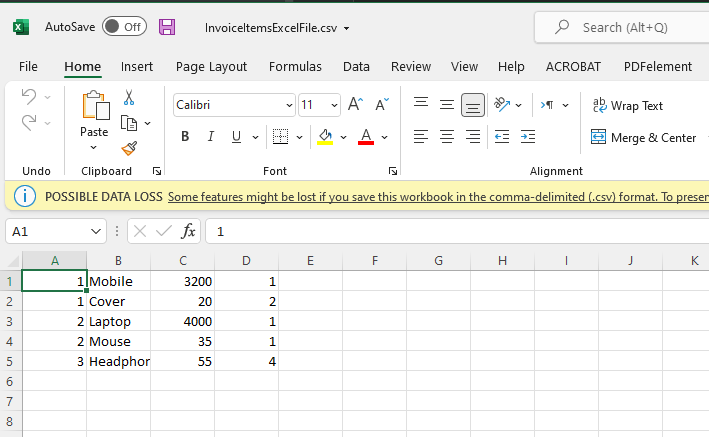 AutoSave Off InvoiceItemsExcelFile.csv Search (Alt+Q)
File Home Insert Page Layout Formulas Data Review View Help ACROBAT PDFelement
Calibri 11 A A ab Wrap Text
Paste B I U A Merge & Center
Undo Clipboard Font Alignment
POSSIBLE DATA LOSS Some features might be lost if you save this workbook in the comma-delimited (.csv) format. To preser
A1 fx 1
A B C D E F G H I J K
1 1 Mobile 3200 1
2 1 Cover 20 2
3 2 Laptop 4000 1
4 2 Mouse 35 1
5 3 Headphor 55 4
6
7
8